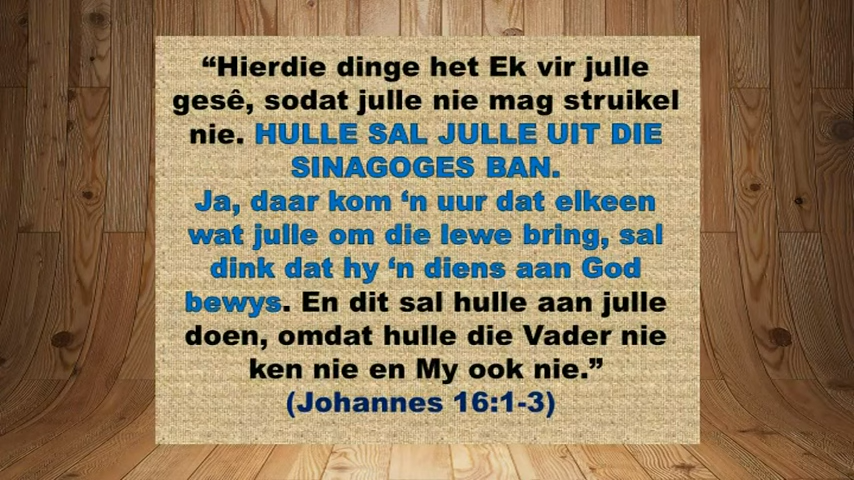 “Hierdie dinge het Ek vir julle
gesê, sodat julle nie mag struikel
nie. HULLE SAL JULLE UIT DIE
SINAGOGES BAN.
Ja, daar kom ‘n uur dat elkeen
wat julle om die lewe bring, sal
dink dat hy ‘n diens aan God
bewys. En dit sal hulle aan julle
doen, omdat hulle die Vader nie
ken nie en My ook nie.”
(Johannes 16:1-3)